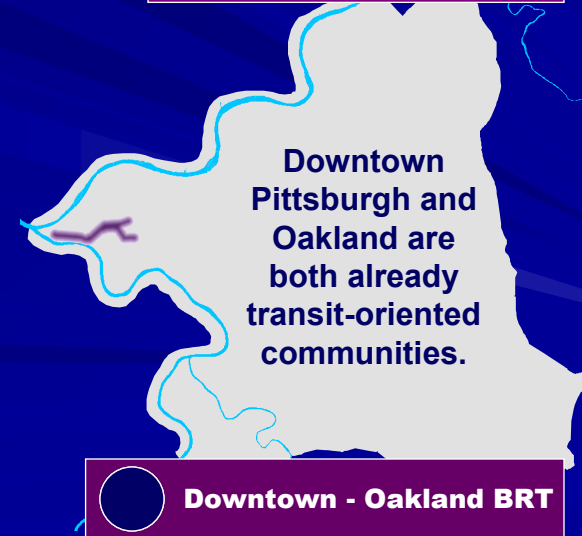 Downtown
Pittsburgh and
Oakland are
both already
transit-oriented
communities.
Downtown - Oakland BRT